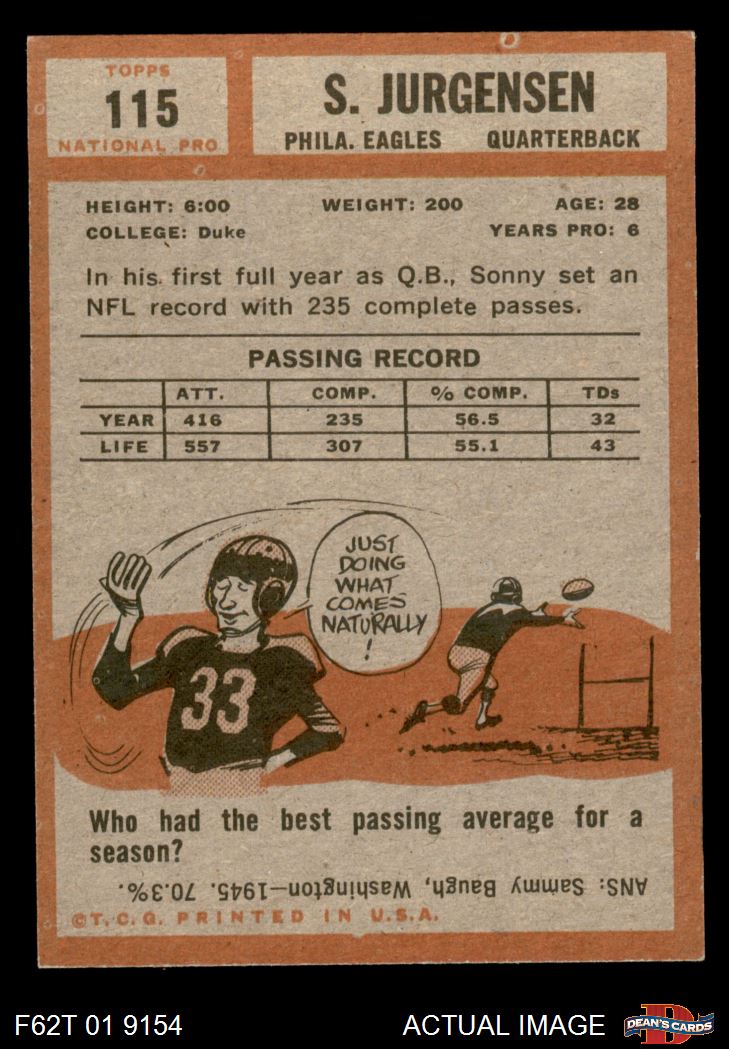 TOPPS
115
NATIONAL PRO
S. JURGENSEN
PHILA. EAGLES QUARTERBACK
HEIGHT: 6:00 WEIGHT: 200 AGE: 28
COLLEGE: Duke YEARS PRO: 6
In his first full year as Q.B., Sonny set an
NFL record with 235 complete passes.
PASSING RECORD
ATT. COMP. % COMP. TDs
YEAR 416 235 56.5 32
LIFE 557 307 55.1 43
JUST
DOING
WHAT
COMES
NATURALLY
!
33
Who had the best passing average for a
season?
ANS: Sammy Baugh, Washington—1945. 70.3%.
©T.C.G. PRINTED IN U.S.A.
F62T 01 9154 ACTUAL IMAGE DEAN'S CARDS